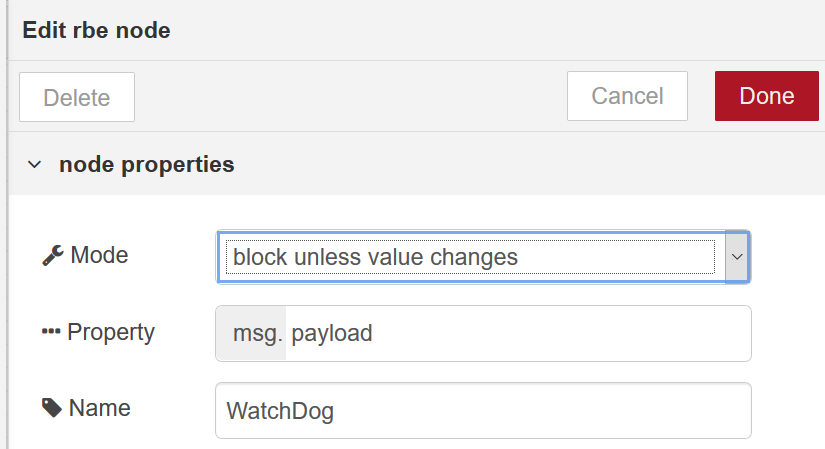 Edit rbe node
Delete Cancel Done
node properties
Mode block unless value changes
Property msg. payload
Name WatchDog